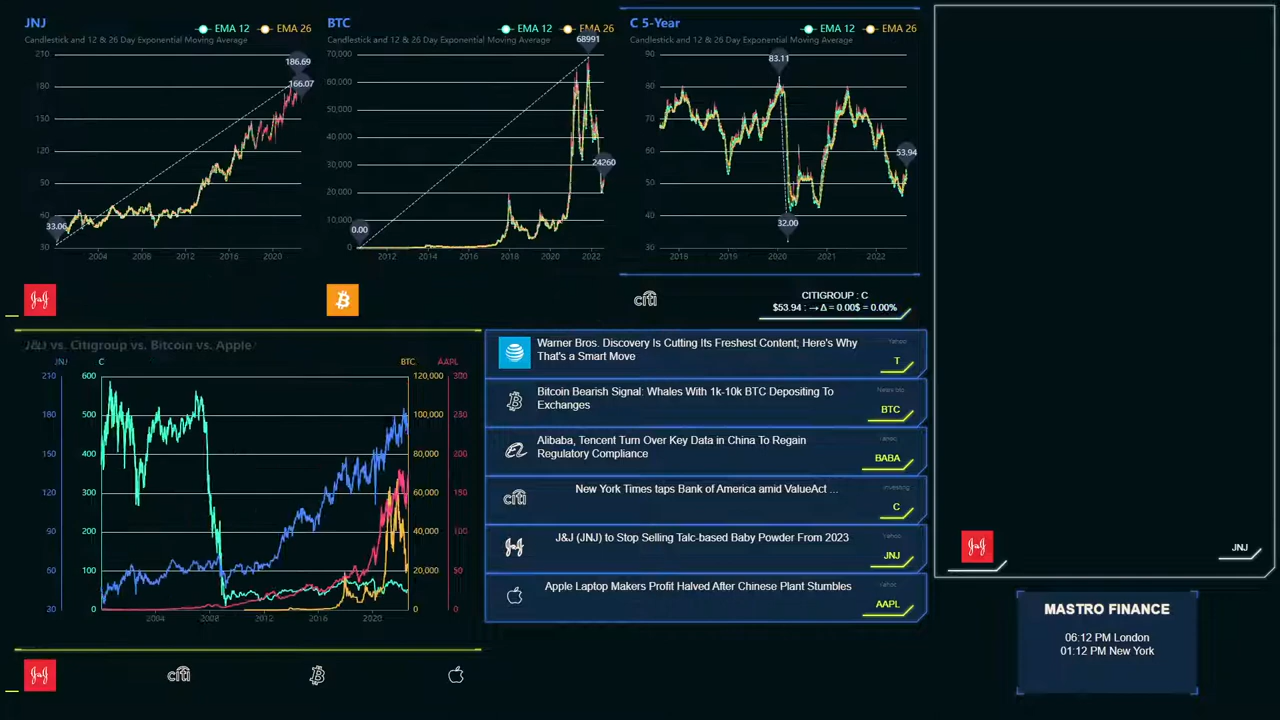 JNJ
EMA 12
EMA 26
Candlestick and 12 & 26 Day Exponential Moving Average
210
180
150
120
90
60
30
186.69
166.07
33.06
2004
2008
2012
2016
2020
BTC
EMA 12
EMA 26
Candlestick and 12 & 26 Day Exponential Moving Average
70,000
60,000
50,000
40,000
30,000
20,000
10,000
0
68991
24260
0.00
2012
2014
2016
2018
2020
2022
C 5-Year
EMA 12
EMA 26
Candlestick and 12 & 26 Day Exponential Moving Average
90
80
70
60
50
40
30
83.11
53.94
32.00
2018
2019
2020
2021
2022
J&J
citi
CITIGROUP : C
$53.94 : → Δ = 0.00$ = 0.00%
J&J vs. Citigroup vs. Bitcoin vs. Apple
JNJ
C
BTC
AAPL
210
180
150
120
90
60
30
600
500
400
300
200
100
0
120,000
100,000
80,000
60,000
40,000
20,000
0
300
250
200
150
100
50
0
2004
2008
2012
2016
2020
J&J
citi
Warner Bros. Discovery Is Cutting Its Freshest Content; Here's Why
That's a Smart Move
Yahoo
T
Bitcoin Bearish Signal: Whales With 1k-10k BTC Depositing To
Exchanges
BTC
Alibaba, Tencent Turn Over Key Data in China To Regain
Regulatory Compliance
Yahoo
BABA
citi
New York Times taps Bank of America amid ValueAct ...
Investing
C
J&J
J&J (JNJ) to Stop Selling Talc-based Baby Powder From 2023
Yahoo
JNJ
Apple Laptop Makers Profit Halved After Chinese Plant Stumbles
Yahoo
AAPL
J&J
JNJ
MASTRO FINANCE
06:12 PM London
01:12 PM New York